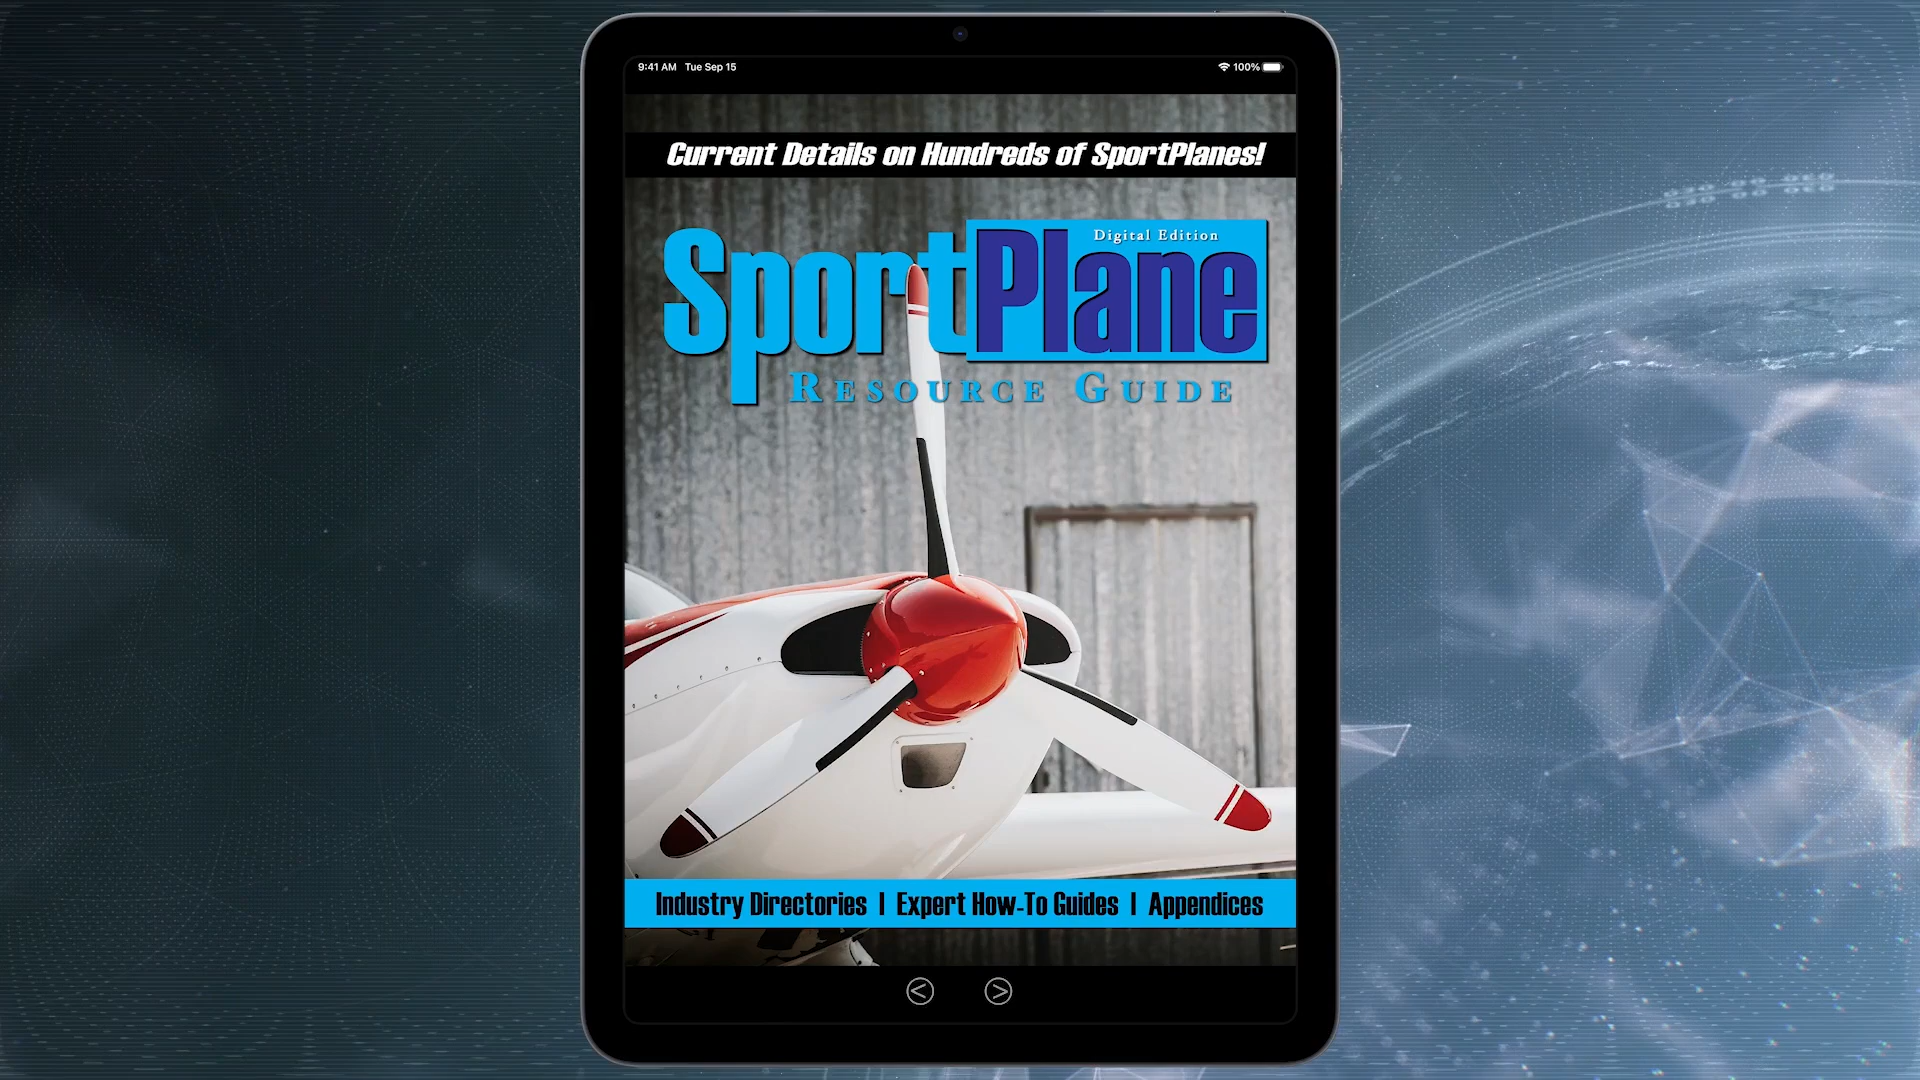 9:41 AM Tue Sep 15
100%
Current Details on Hundreds of SportPlanes!
Digital Edition
SportPlane
Resource Guide
Industry Directories | Expert How-To Guides | Appendices